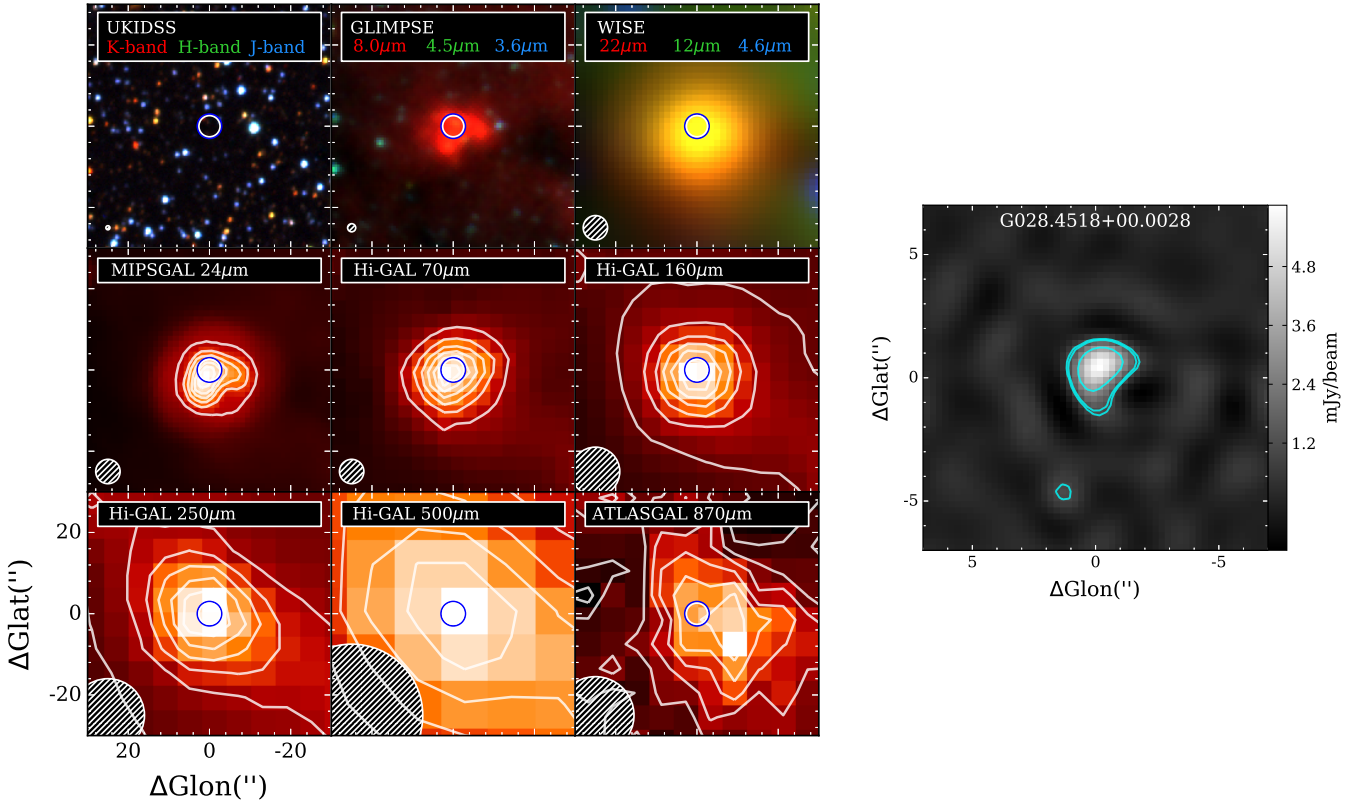 UKIDSS
K-band H-band J-band
GLIMPSE
8.0μm 4.5μm 3.6μm
WISE
22μm 12μm 4.6μm
MIPSGAL 24μm
Hi-GAL 70μm
Hi-GAL 160μm
Hi-GAL 250μm
Hi-GAL 500μm
ATLASGAL 870μm
20
0
-20
ΔGlat('')
20 0 -20
ΔGlon('')
G028.4518+00.0028
5
0
-5
ΔGlat('')
5 0 -5
ΔGlon('')
4.8
3.6
2.4
1.2
mJy/beam